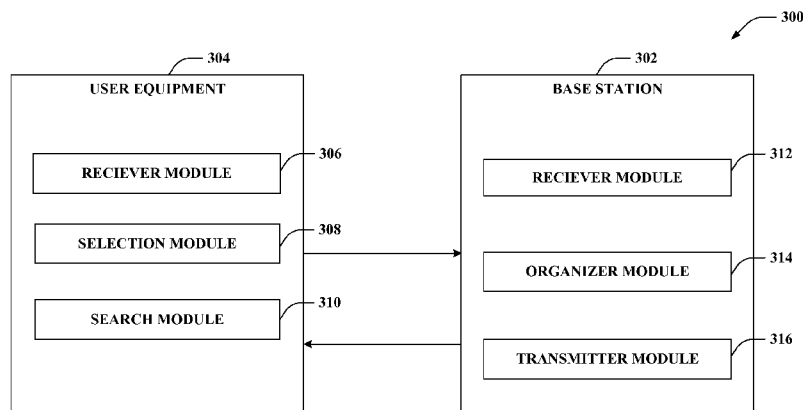 300
304
USER EQUIPMENT
RECIEVER MODULE
306
SELECTION MODULE
308
SEARCH MODULE
310
302
BASE STATION
RECIEVER MODULE
312
ORGANIZER MODULE
314
TRANSMITTER MODULE
316